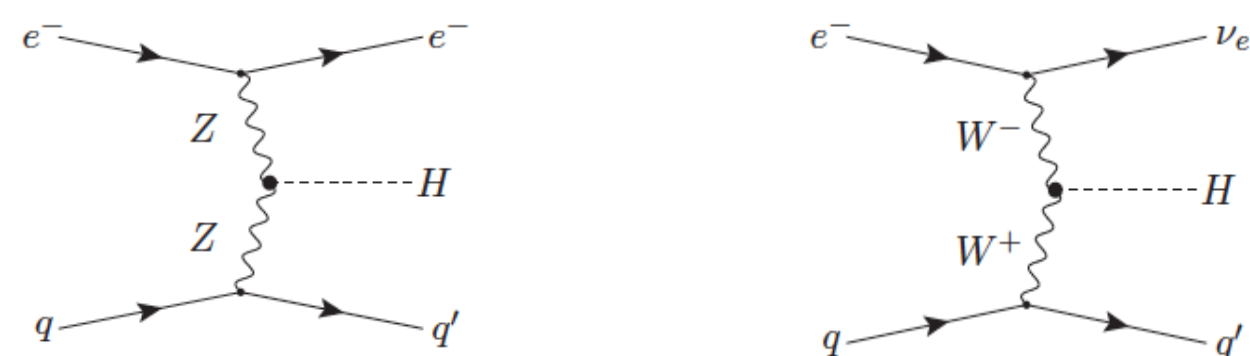 e⁻ e⁻ e⁻ νₑ
Z W⁻
H H
Z W⁺
q q′ q q′